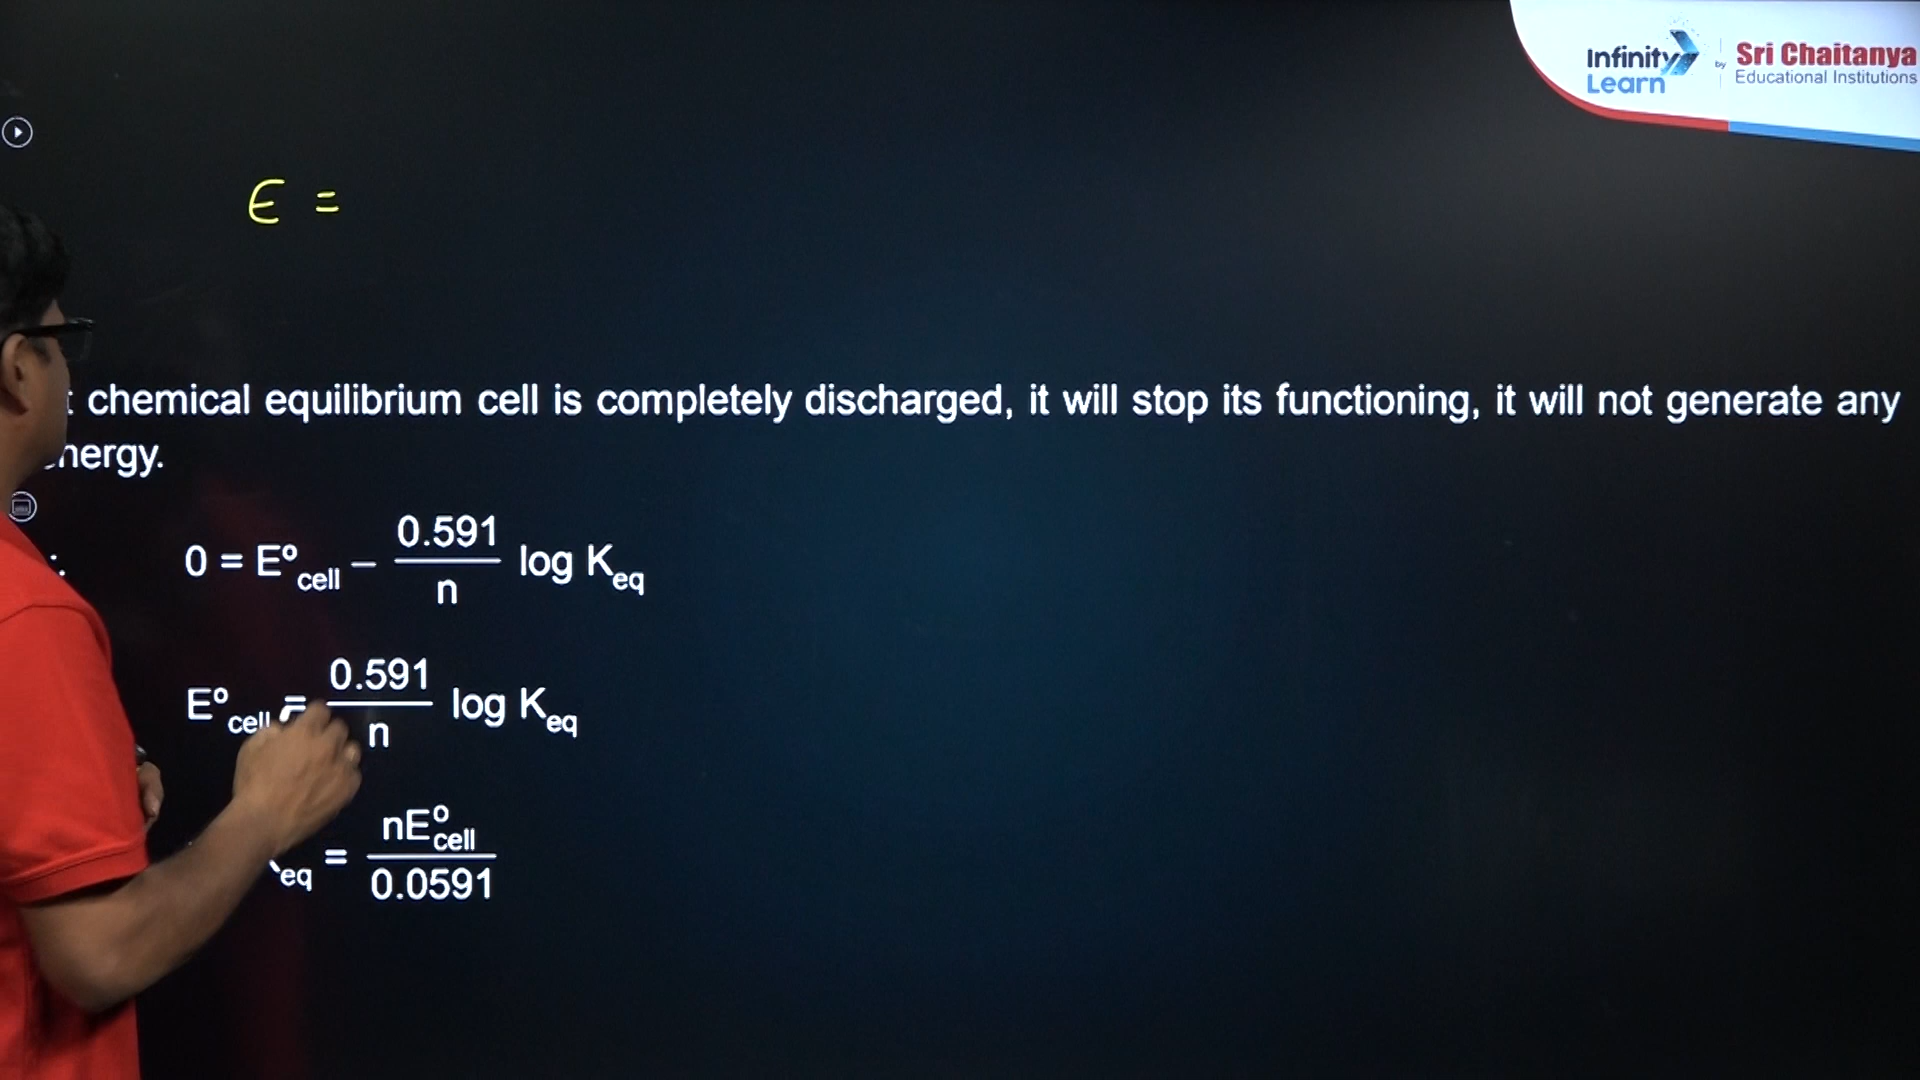 Infinity Learn by Sri Chaitanya Educational Institutions
E =
chemical equilibrium cell is completely discharged, it will stop its functioning, it will not generate any
nergy.
0 = E°cell – 0.591/n log Keq
E°cell = 0.591/n log Keq
eq = nE°cell/0.0591